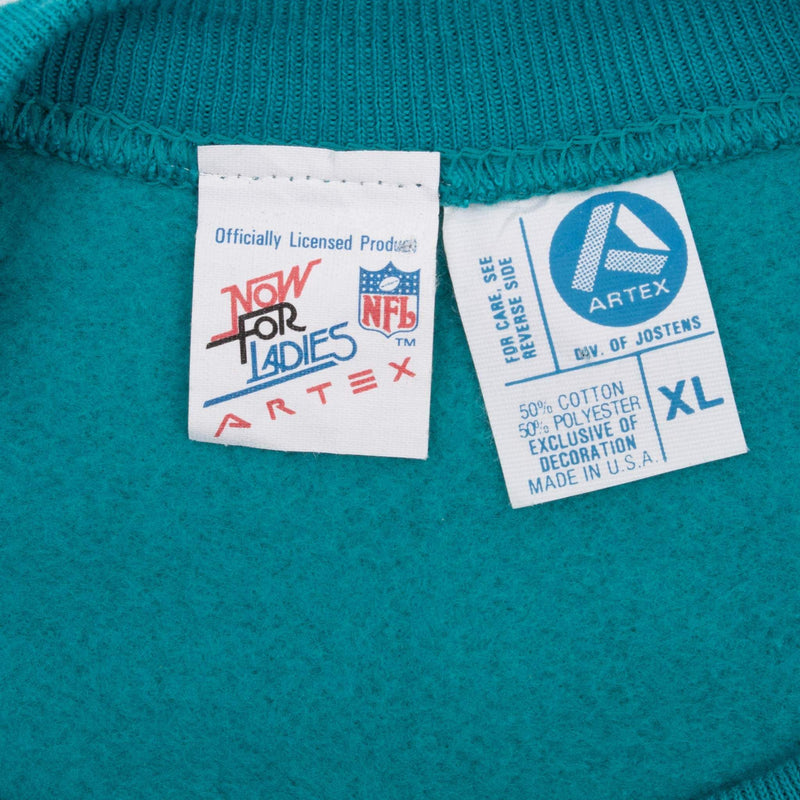 Officially Licensed Product
NOW
FOR
LADIES
NFL
TM
ARTEX
FOR CARE, SEE
REVERSE SIDE
ARTEX
DIV. OF JOSTENS
50% COTTON
50% POLYESTER
EXCLUSIVE OF
DECORATION
MADE IN U.S.A.
XL